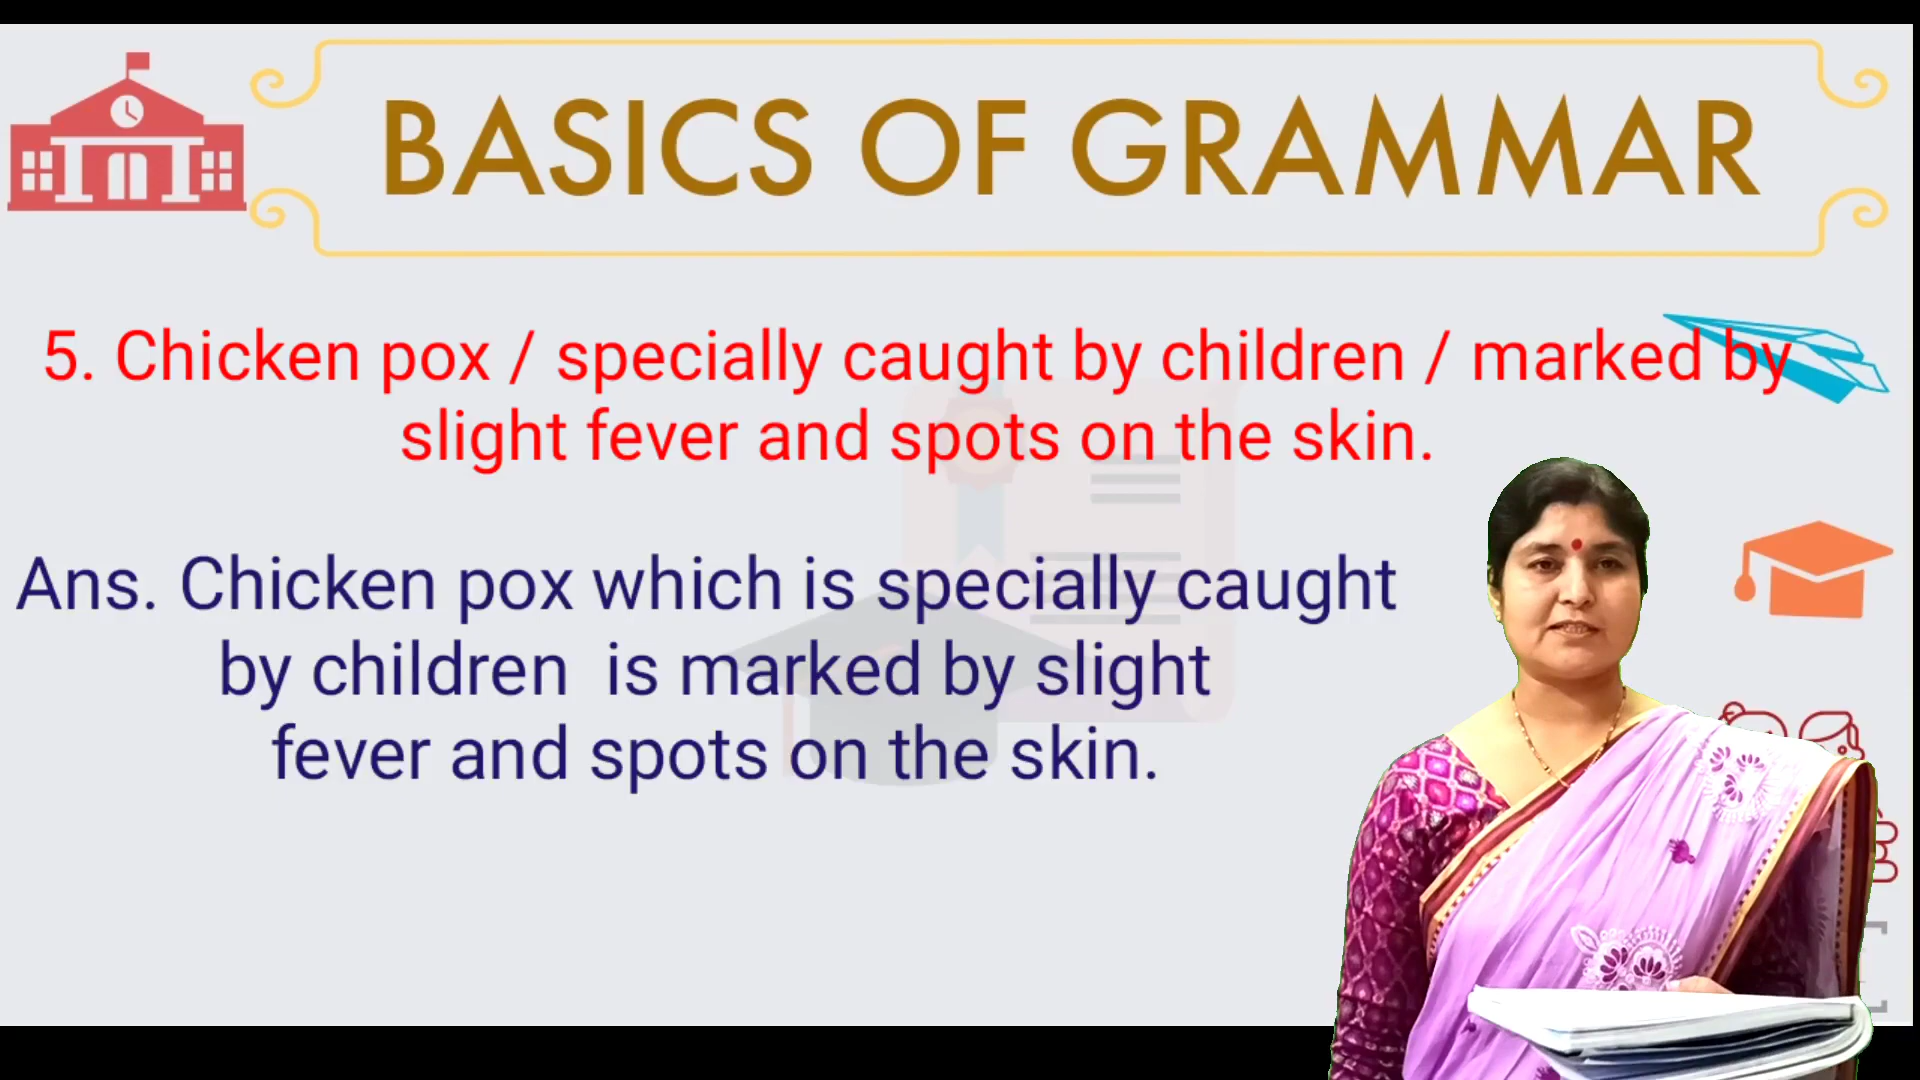 BASICS OF GRAMMAR
5. Chicken pox / specially caught by children / marked by
slight fever and spots on the skin.
Ans. Chicken pox which is specially caught
by children is marked by slight
fever and spots on the skin.